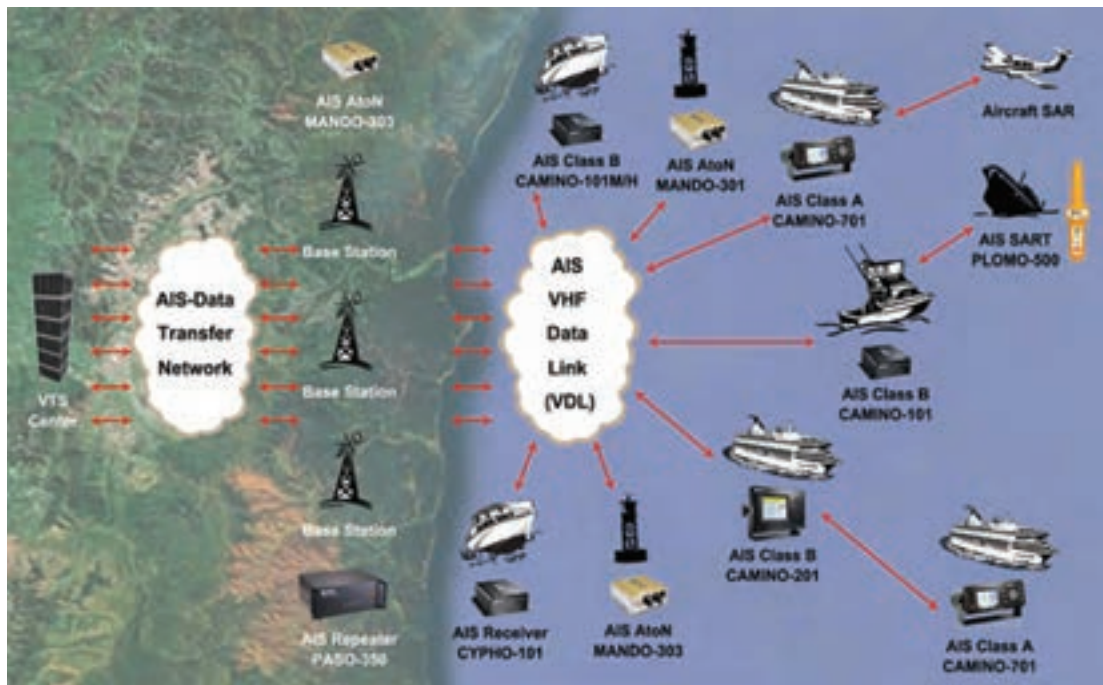 AIS AtoN
MANDO-303
Base Station
Base Station
Base Station
AIS Repeater
PASO-350
VTS
Center
AIS-Data
Transfer
Network
AIS
VHF
Data
Link
(VDL)
AIS Class B
CAMINO-101M/H
AIS AtoN
MANDO-301
AIS Class A
CAMINO-701
Aircraft SAR
AIS SART
PLOMO-500
AIS Class B
CAMINO-101
AIS Class B
CAMINO-201
AIS Class A
CAMINO-701
AIS Receiver
CYPHO-101
AIS AtoN
MANDO-303